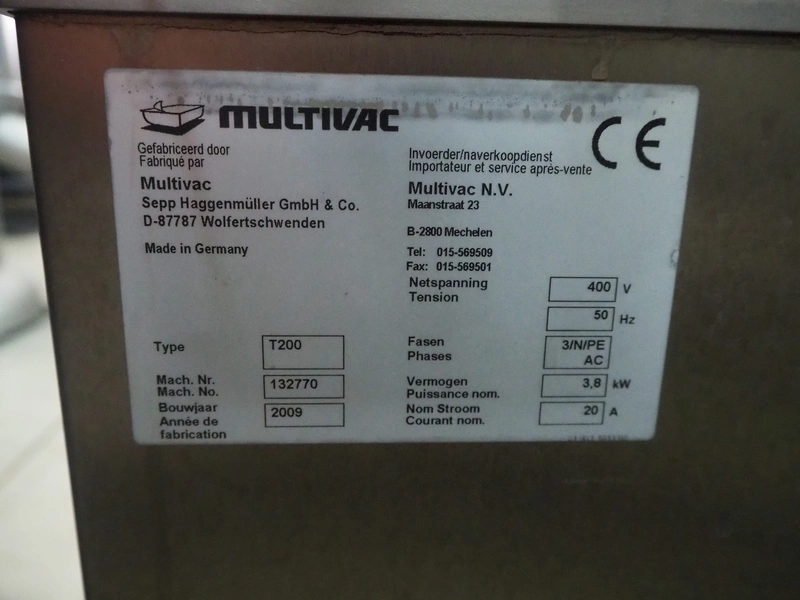 MULTIVAC
CE
Gefabriceerd door
Fabriqué par
Multivac
Sepp Haggenmüller GmbH & Co.
D-87787 Wolfertschwenden
Made in Germany
Invoerder/naverkoopdienst
Importateur et service après-vente
Multivac N.V.
Maanstraat 23
B-2800 Mechelen
Tel: 015-569509
Fax: 015-569501
Netspanning
Tension
400 V
50 Hz
Type T200
Fasen
Phases
3/N/PE
AC
Mach. Nr.
Mach. No.
132770
Vermogen
Puissance nom.
3,8 kW
Bouwjaar
Année de
fabrication
2009
Nom Stroom
Courant nom.
20 A